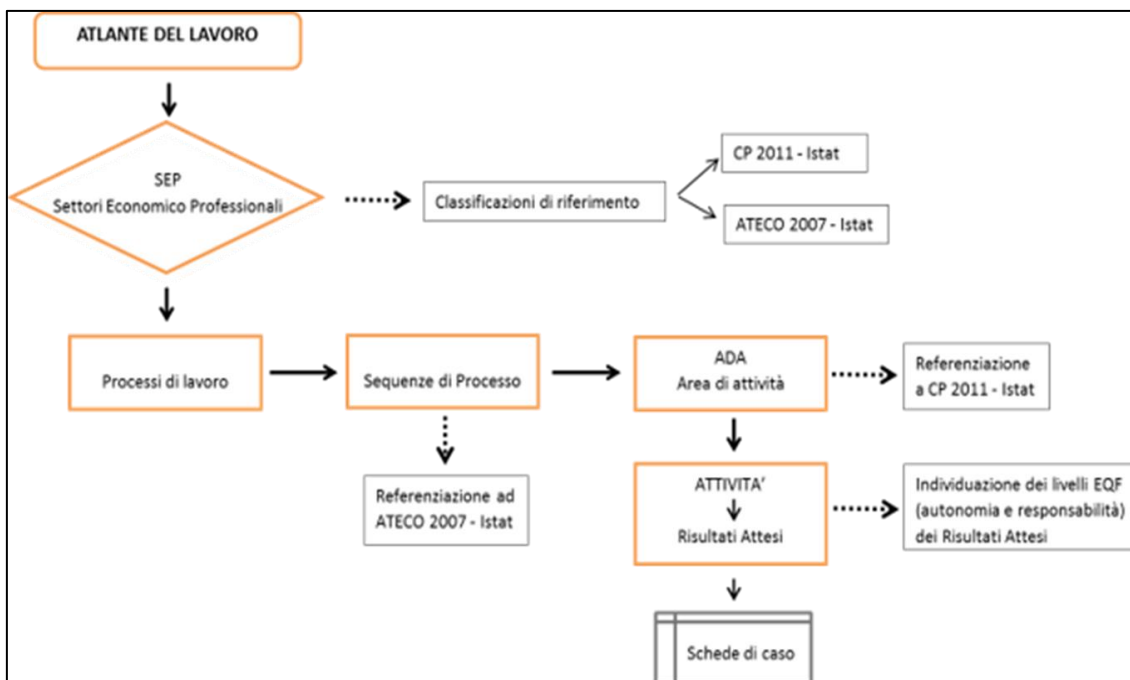 ATLANTE DEL LAVORO
SEP
Settori Economico Professionali
Classificazioni di riferimento
CP 2011 - Istat
ATECO 2007 - Istat
Processi di lavoro
Sequenze di Processo
ADA
Area di attività
Referenziazione
a CP 2011 - Istat
Referenziazione ad
ATECO 2007 - Istat
ATTIVITA’
Risultati Attesi
Individuazione dei livelli EQF
(autonomia e responsabilità)
dei Risultati Attesi
Schede di caso